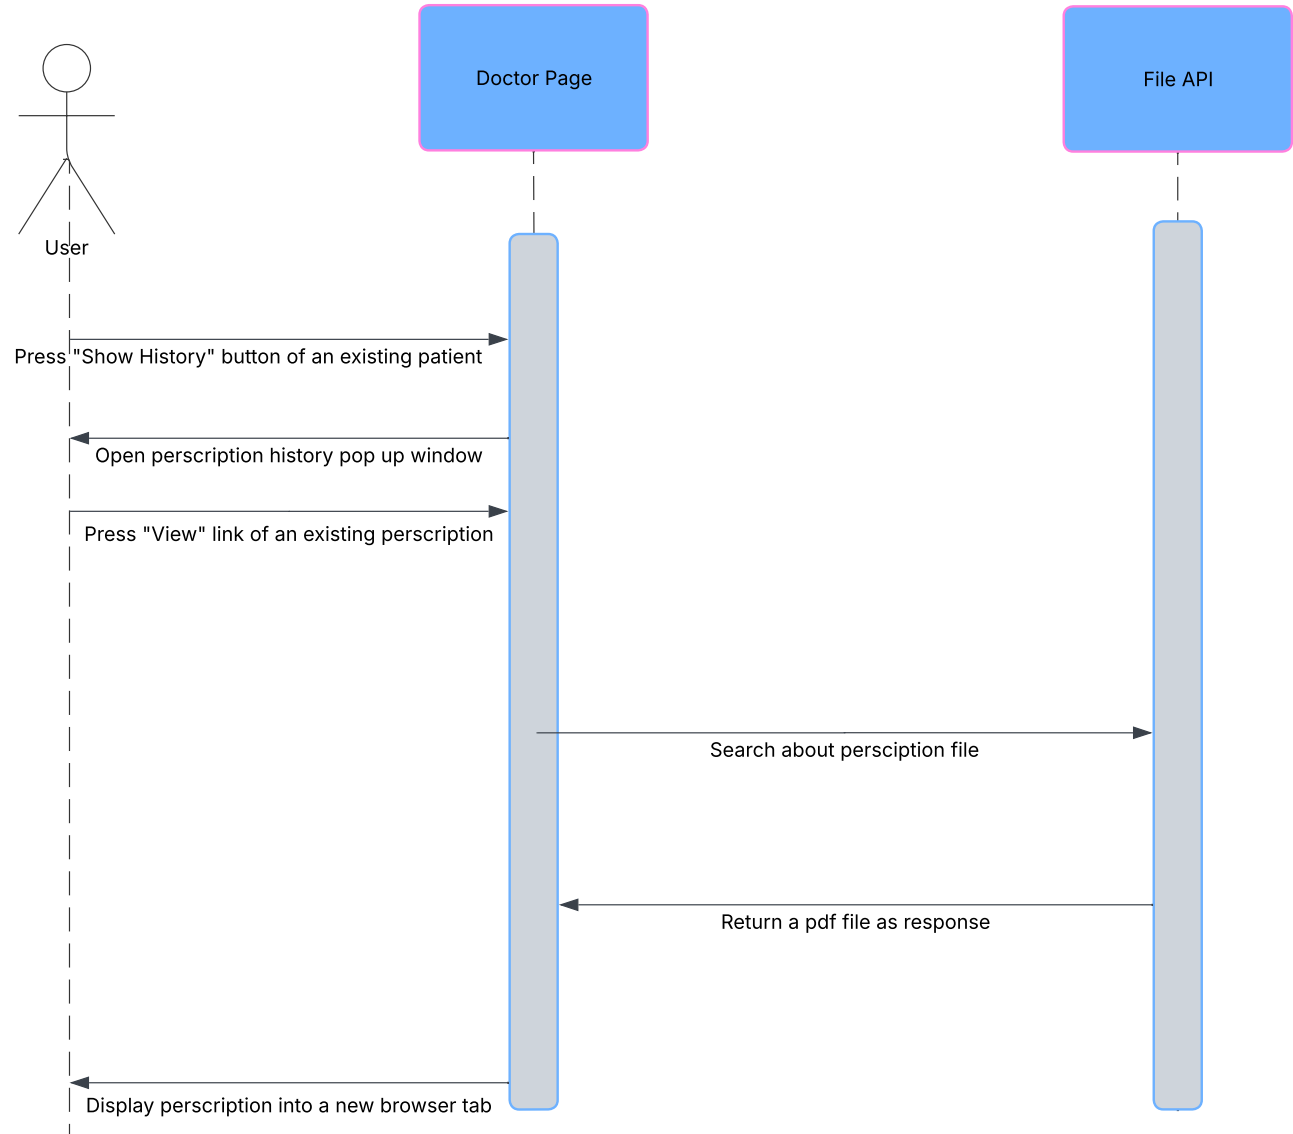 Doctor Page
File API
User
Press "Show History" button of an existing patient
Open perscription history pop up window
Press "View" link of an existing perscription
Search about persciption file
Return a pdf file as response
Display perscription into a new browser tab